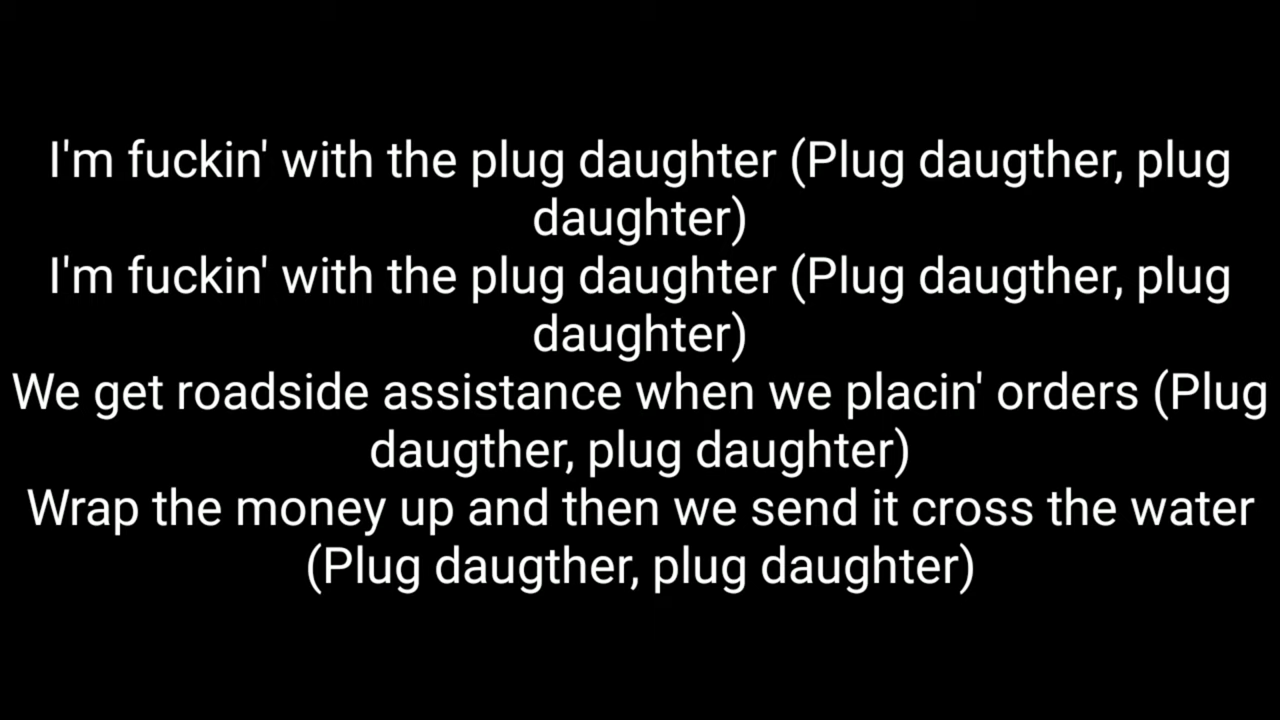 I'm fuckin' with the plug daughter (Plug daugther, plug
daughter)
I'm fuckin' with the plug daughter (Plug daugther, plug
daughter)
We get roadside assistance when we placin' orders (Plug
daugther, plug daughter)
Wrap the money up and then we send it cross the water
(Plug daugther, plug daughter)